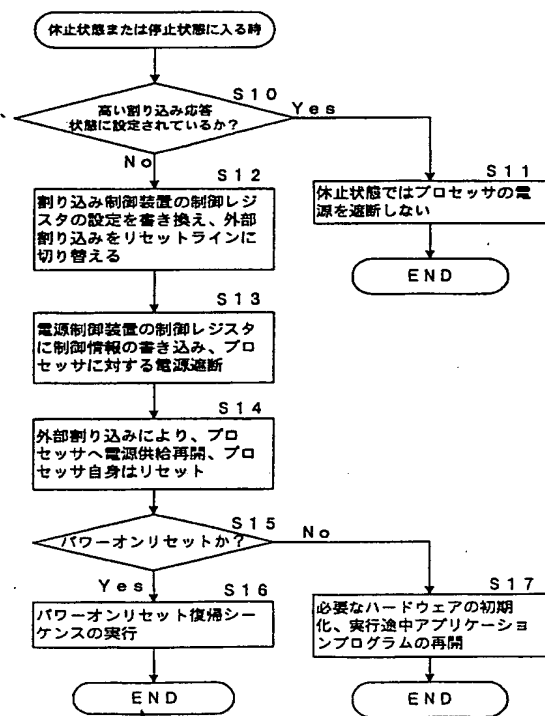 休止状態または停止状態に入る時
S10
高い割り込み応答
状態に設定されているか？
Yes
No
S11
休止状態ではプロセッサの電
源を遮断しない
END
S12
割り込み制御装置の制御レジ
スタの設定を書き換え、外部
割り込みをリセットラインに
切り替える
S13
電源制御装置の制御レジスタ
に制御情報の書き込み、プロ
セッサに対する電源遮断
S14
外部割り込みにより、プロ
セッサへ電源供給再開、プロ
セッサ自身はリセット
S15
パワーオンリセットか？
No
Yes
S16
パワーオンリセット復帰シー
ケンスの実行
END
S17
必要なハードウェアの初期
化、実行途中アプリケーショ
ンプログラムの再開
END